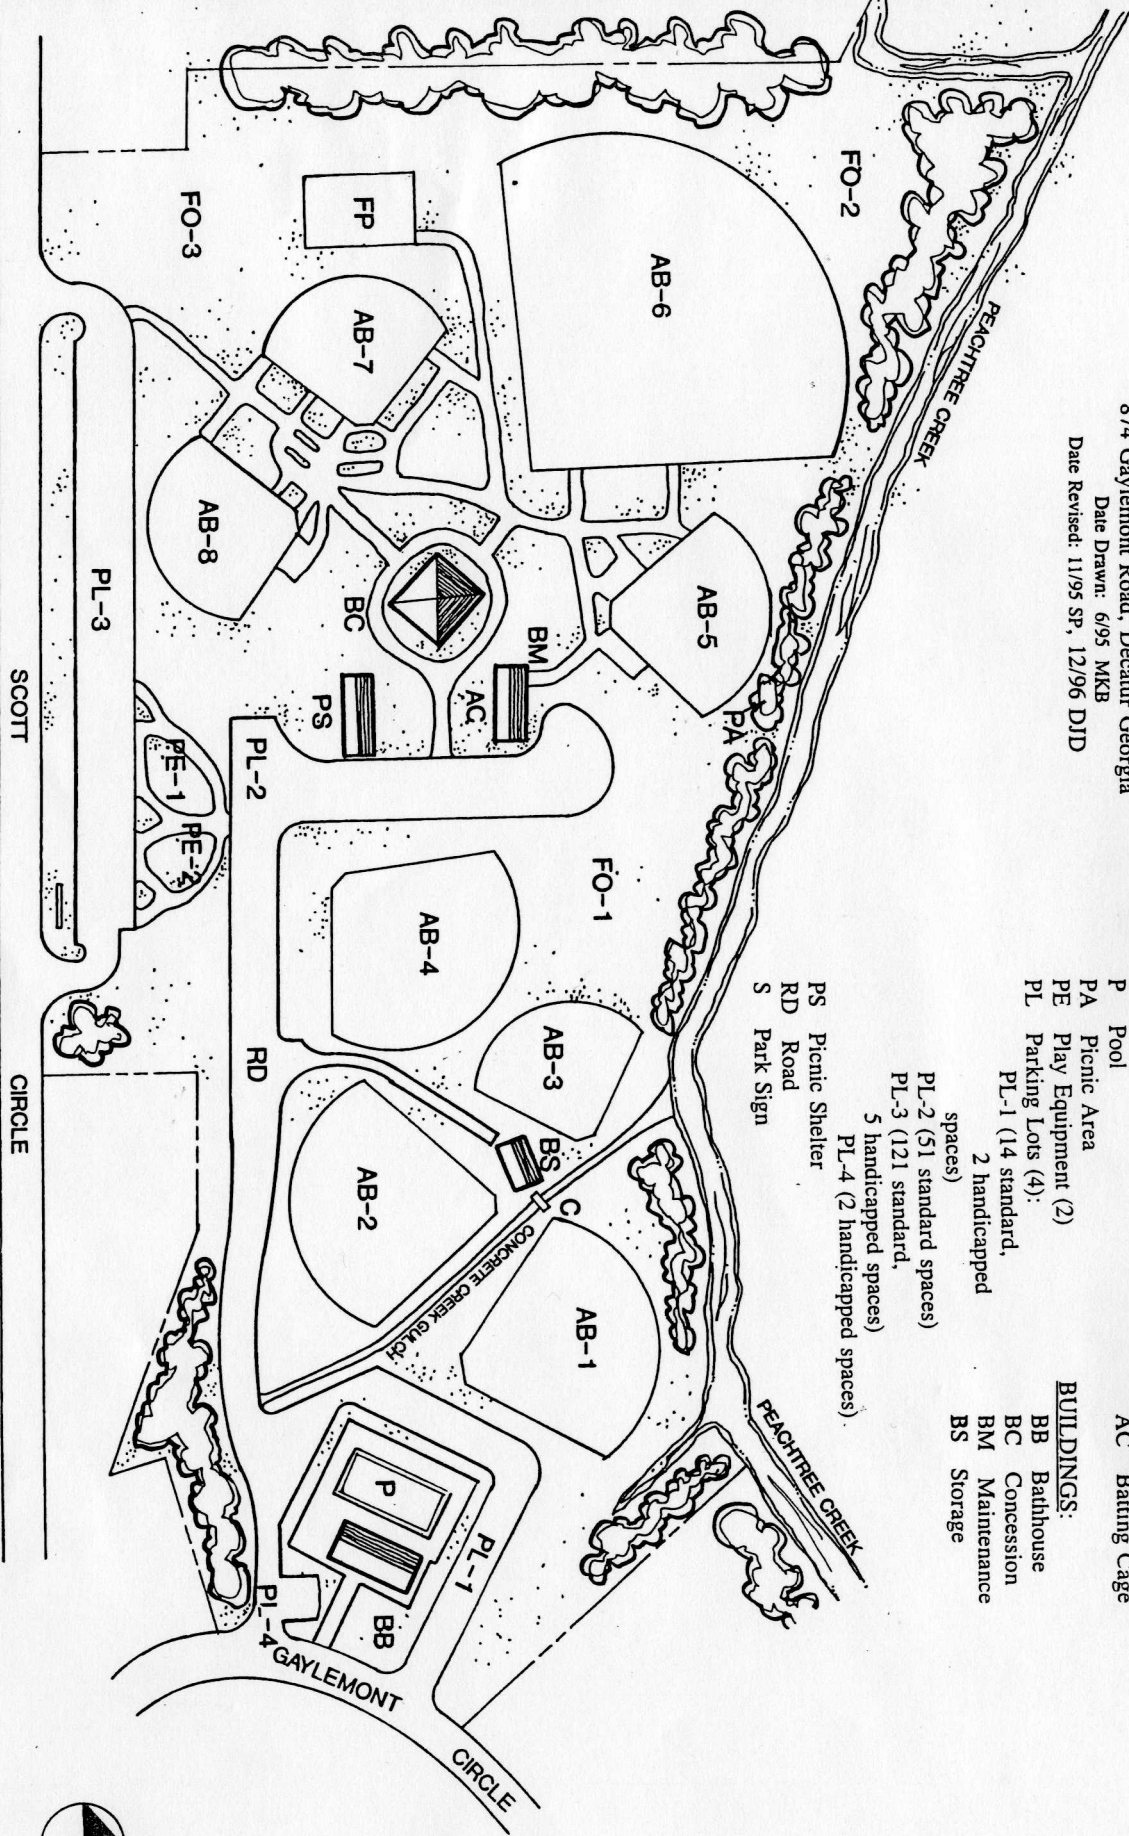 874 Gaylemont Road, Decatur Georgia
Date Drawn: 6/95 MKB
Date Revised: 11/95 SP, 12/96 DJD
P Pool
PA Picnic Area
PE Play Equipment (2)
PL Parking Lots (4):
PL-1 (14 standard,
2 handicapped
spaces)
PL-2 (51 standard spaces)
PL-3 (121 standard,
5 handicapped spaces)
PL-4 (2 handicapped spaces)
PS Picnic Shelter
RD Road
S Park Sign
AC Batting Cage
BUILDINGS:
BB Bathhouse
BC Concession
BM Maintenance
BS Storage
PEACHTREE CREEK
PEACHTREE CREEK
FO-2
AB-6
FP
FO-3
AB-7
AB-8
AB-5
PA
BM
AC
BC
PS
PL-3
PL-2
PE-1
PE-2
FO-1
AB-4
AB-3
BS
C
CONCRETE CREEK GULCH
AB-2
AB-1
RD
P
PL-1
BB
PL-4
GAYLEMONT
CIRCLE
SCOTT
CIRCLE